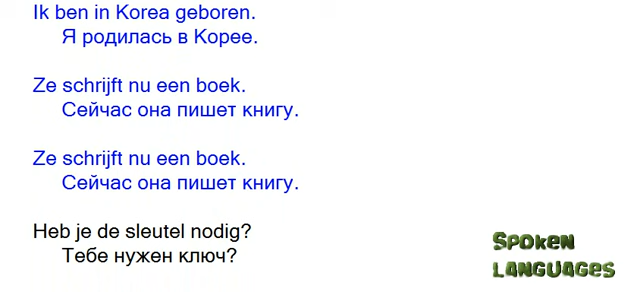 Ik ben in Korea geboren.
Я родилась в Корее.
Ze schrijft nu een boek.
Сейчас она пишет книгу.
Ze schrijft nu een boek.
Сейчас она пишет книгу.
Heb je de sleutel nodig?
Тебе нужен ключ?
Spoken
Languages